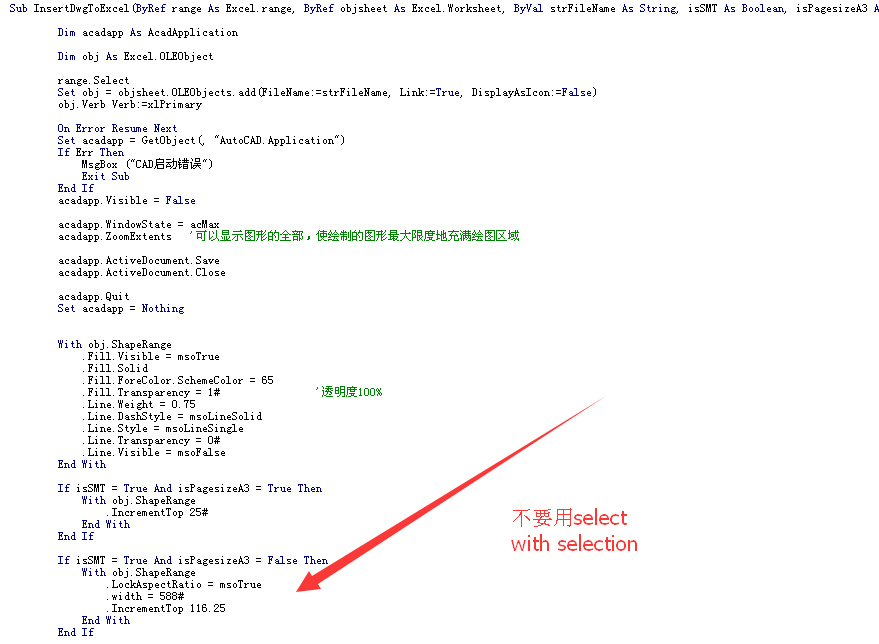 Sub InsertDwgToExcel(ByRef range As Excel.range, ByRef objsheet As Excel.Worksheet, ByVal strFileName As String, isSMT As Boolean, isPagesizeA3 A
Dim acadapp As AcadApplication
Dim obj As Excel.OLEObject
range.Select
Set obj = objsheet.OLEObjects.add(FileName:=strFileName, Link:=True, DisplayAsIcon:=False)
obj.Verb Verb:=xlPrimary
On Error Resume Next
Set acadapp = GetObject(, "AutoCAD.Application")
If Err Then
MsgBox ("CAD启动错误")
Exit Sub
End If
acadapp.Visible = False
acadapp.WindowState = acMax
acadapp.ZoomExtents '可以显示图形的全部，使绘制的图形最大限度地充满绘图区域
acadapp.ActiveDocument.Save
acadapp.ActiveDocument.Close
acadapp.Quit
Set acadapp = Nothing
With obj.ShapeRange
.Fill.Visible = msoTrue
.Fill.Solid
.Fill.ForeColor.SchemeColor = 65
.Fill.Transparency = 1# '透明度100%
.Line.Weight = 0.75
.Line.DashStyle = msoLineSolid
.Line.Style = msoLineSingle
.Line.Transparency = 0#
.Line.Visible = msoFalse
End With
If isSMT = True And isPagesizeA3 = True Then
With obj.ShapeRange
.IncrementTop 25#
End With
End If
If isSMT = True And isPagesizeA3 = False Then
With obj.ShapeRange
.LockAspectRatio = msoTrue
.width = 588#
.IncrementTop 116.25
End With
End If
不要用select
with selection